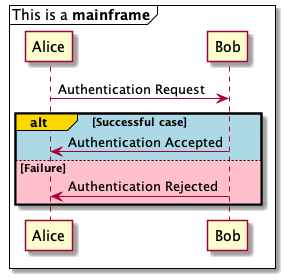 This is a mainframe
Alice Bob
Authentication Request
alt [Successful case]
Authentication Accepted
[Failure]
Authentication Rejected
Alice Bob